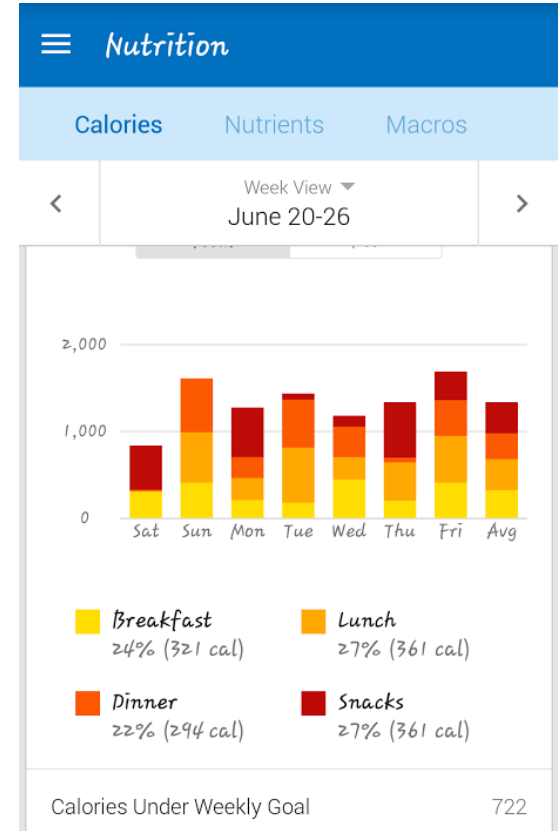 Nutrition
Calories Nutrients Macros
Week View
June 20-26
2,000
1,000
0
Sat Sun Mon Tue Wed Thu Fri Avg
Breakfast Lunch
24% (321 cal) 27% (361 cal)
Dinner Snacks
22% (294 cal) 27% (361 cal)
Calories Under Weekly Goal 722